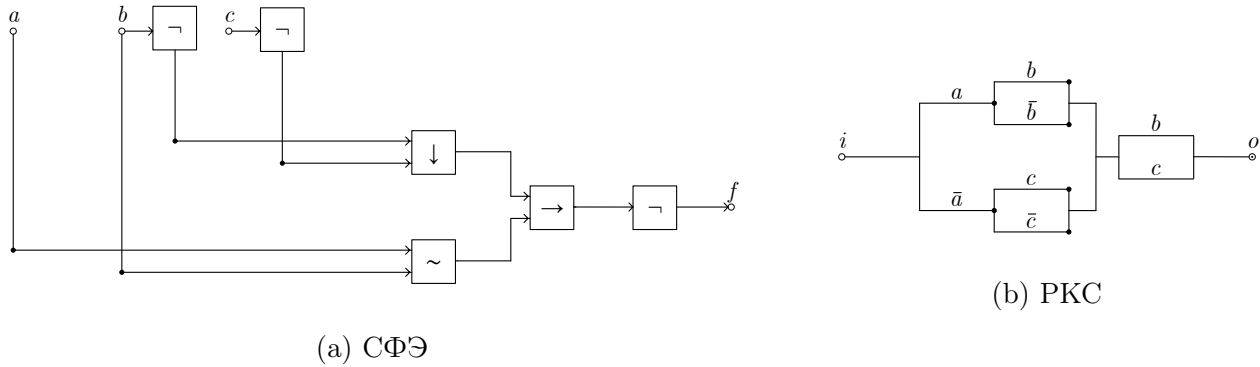 a b ¬ c ¬
↓
→ ¬ f
~
(a) СФЭ
b
a b̄
i b o
c c
ā c̄
(b) РКС